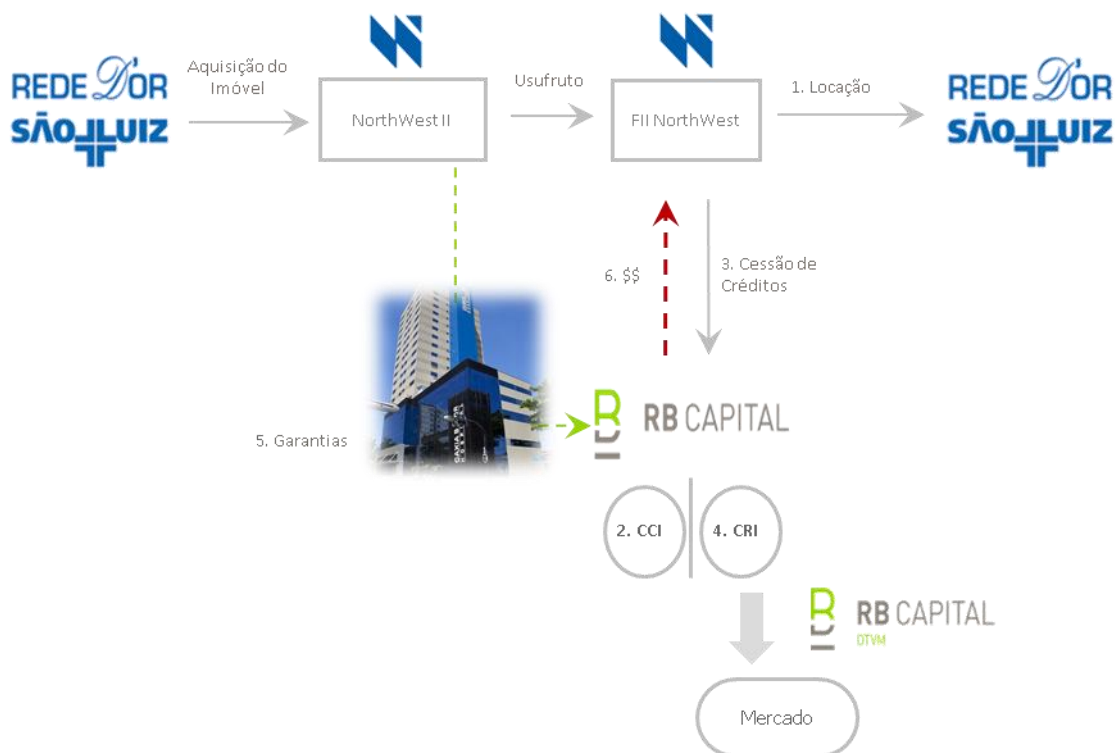 REDE D'OR
SÃO LUIZ
Aquisição do
Imóvel
NorthWest II
Usufruto
FII NorthWest
1. Locação
REDE D'OR
SÃO LUIZ
6. $$
3. Cessão de
Créditos
5. Garantias
RB CAPITAL
2. CCI
4. CRI
RB CAPITAL
DTVM
Mercado